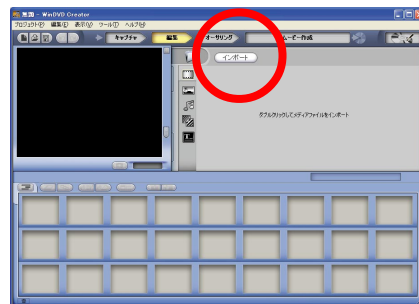 無題 - WinDVD Creator
プロジェクト(P) 編集(E) 表示(V) ツール(T) ヘルプ(H)
キャプチャ 編集 オーサリング ムービー作成
インポート
ダブルクリックしてメディアファイルをインポート